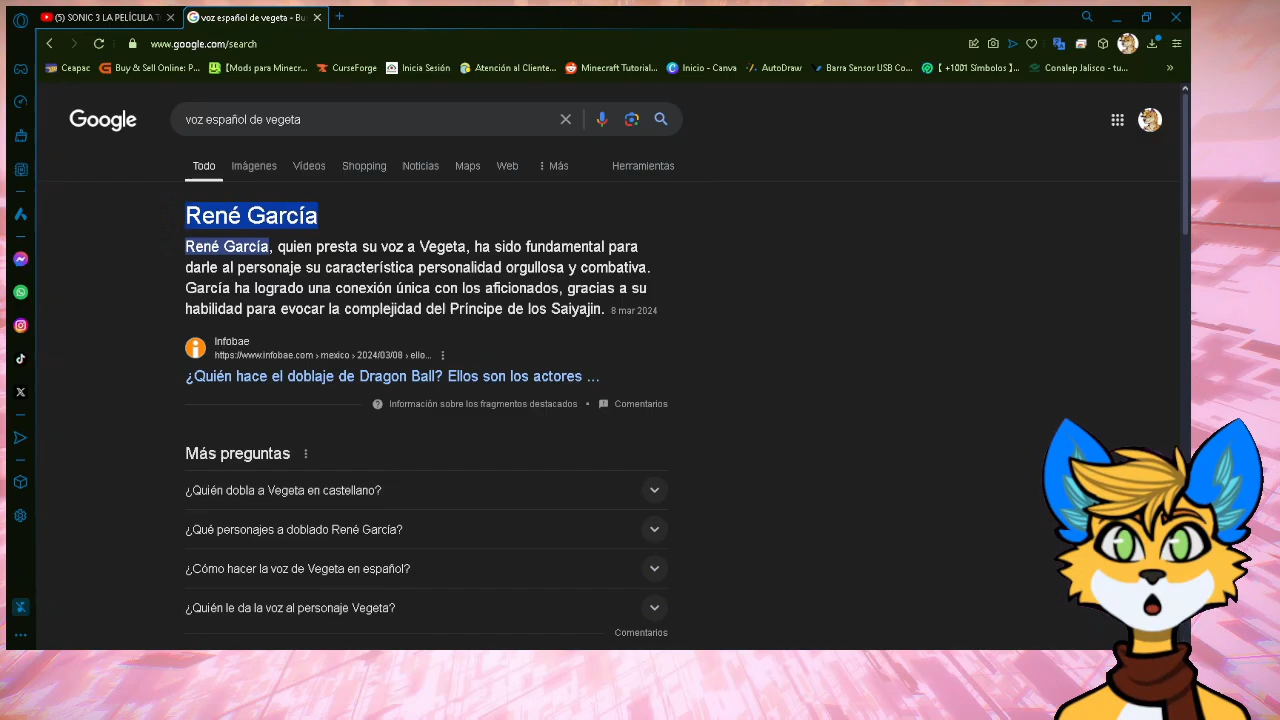 (5) SONIC 3 LA PELÍCULA T
voz español de vegeta - Bu
www.google.com/search
Ceapac
Buy & Sell Online: P...
【Mods para Minecr...
CurseForge
Inicia Sesión
Atención al Cliente...
Minecraft Tutorial...
Inicio - Canva
AutoDraw
Barra Sensor USB Co...
【 +1001 Símbolos 】...
Conalep Jalisco - tu...
»
Google
voz español de vegeta
Todo
Imágenes
Vídeos
Shopping
Noticias
Maps
Web
Más
Herramientas
René García
René García, quien presta su voz a Vegeta, ha sido fundamental para
darle al personaje su característica personalidad orgullosa y combativa.
García ha logrado una conexión única con los aficionados, gracias a su
habilidad para evocar la complejidad del Príncipe de los Saiyajin. 8 mar 2024
Infobae
https://www.infobae.com › mexico › 2024/03/08 › ello...
¿Quién hace el doblaje de Dragon Ball? Ellos son los actores ...
Información sobre los fragmentos destacados • Comentarios
Más preguntas
¿Quién dobla a Vegeta en castellano?
¿Qué personajes a doblado René García?
¿Cómo hacer la voz de Vegeta en español?
¿Quién le da la voz al personaje Vegeta?
Comentarios